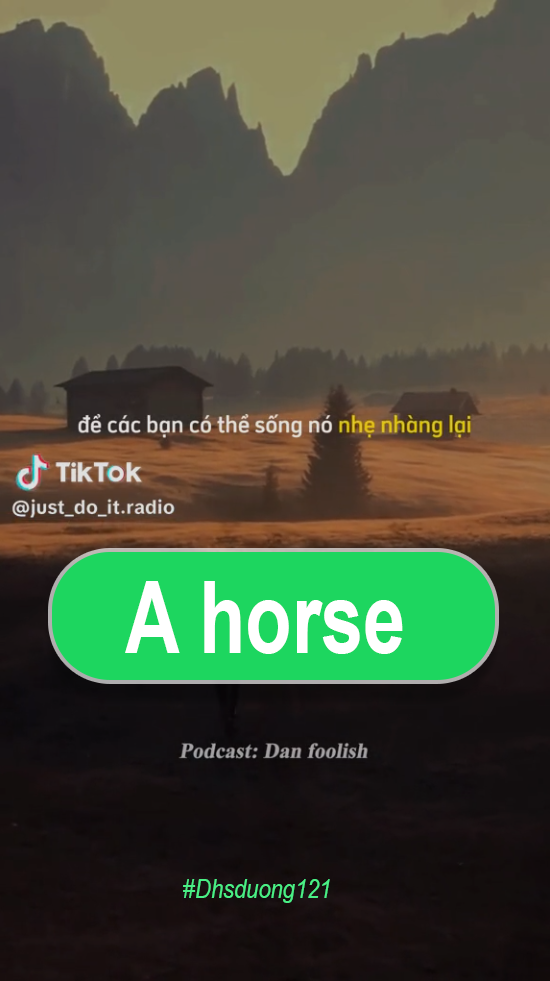 để các bạn có thể sống nó nhẹ nhàng lại
TikTok
@just_do_it.radio
A horse
Podcast: Dan foolish
#Dhsduong121